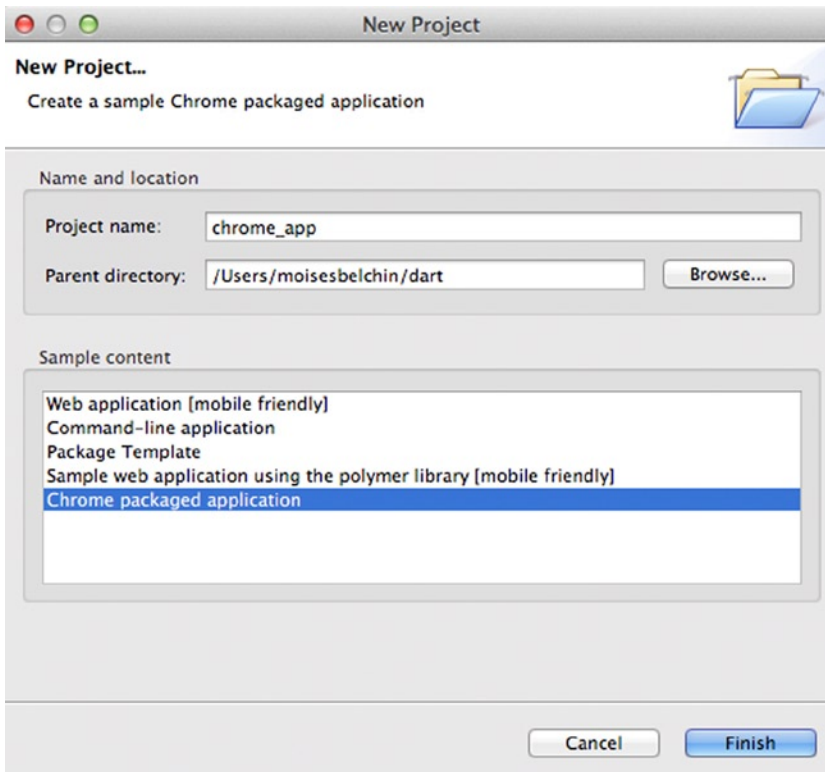 New Project
New Project...
Create a sample Chrome packaged application
Name and location
Project name: chrome_app
Parent directory: /Users/moisesbelchin/dart Browse...
Sample content
Web application [mobile friendly]
Command-line application
Package Template
Sample web application using the polymer library [mobile friendly]
Chrome packaged application
Cancel Finish